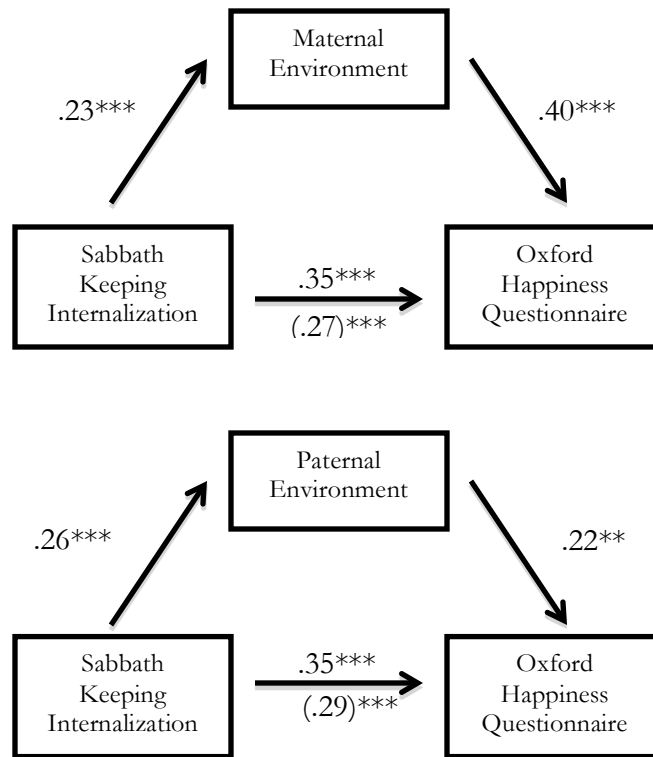 Maternal
Environment
.23***
.40***
Sabbath
Keeping
Internalization
.35***
(.27)***
Oxford
Happiness
Questionnaire
Paternal
Environment
.26***
.22**
Sabbath
Keeping
Internalization
.35***
(.29)***
Oxford
Happiness
Questionnaire